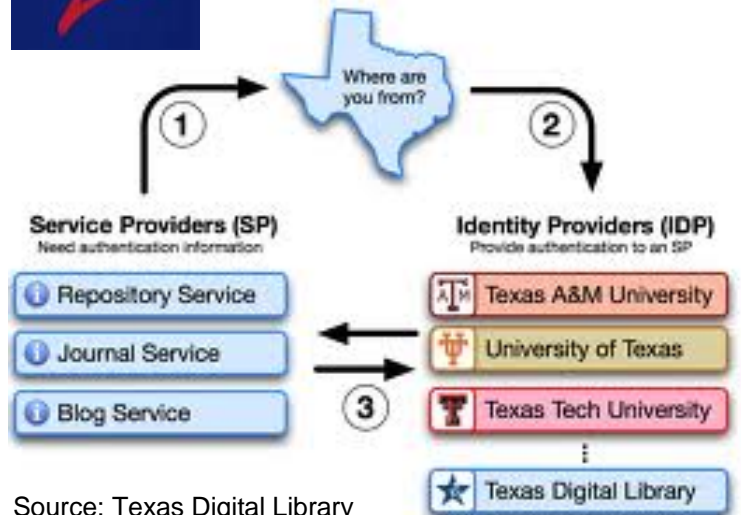 Where are
you from?
1
2
Service Providers (SP)
Need authentication information
Repository Service
Journal Service
Blog Service
Identity Providers (IDP)
Provide authentication to an SP
A T M Texas A&M University
University of Texas
Texas Tech University
Texas Digital Library
3
Source: Texas Digital Library